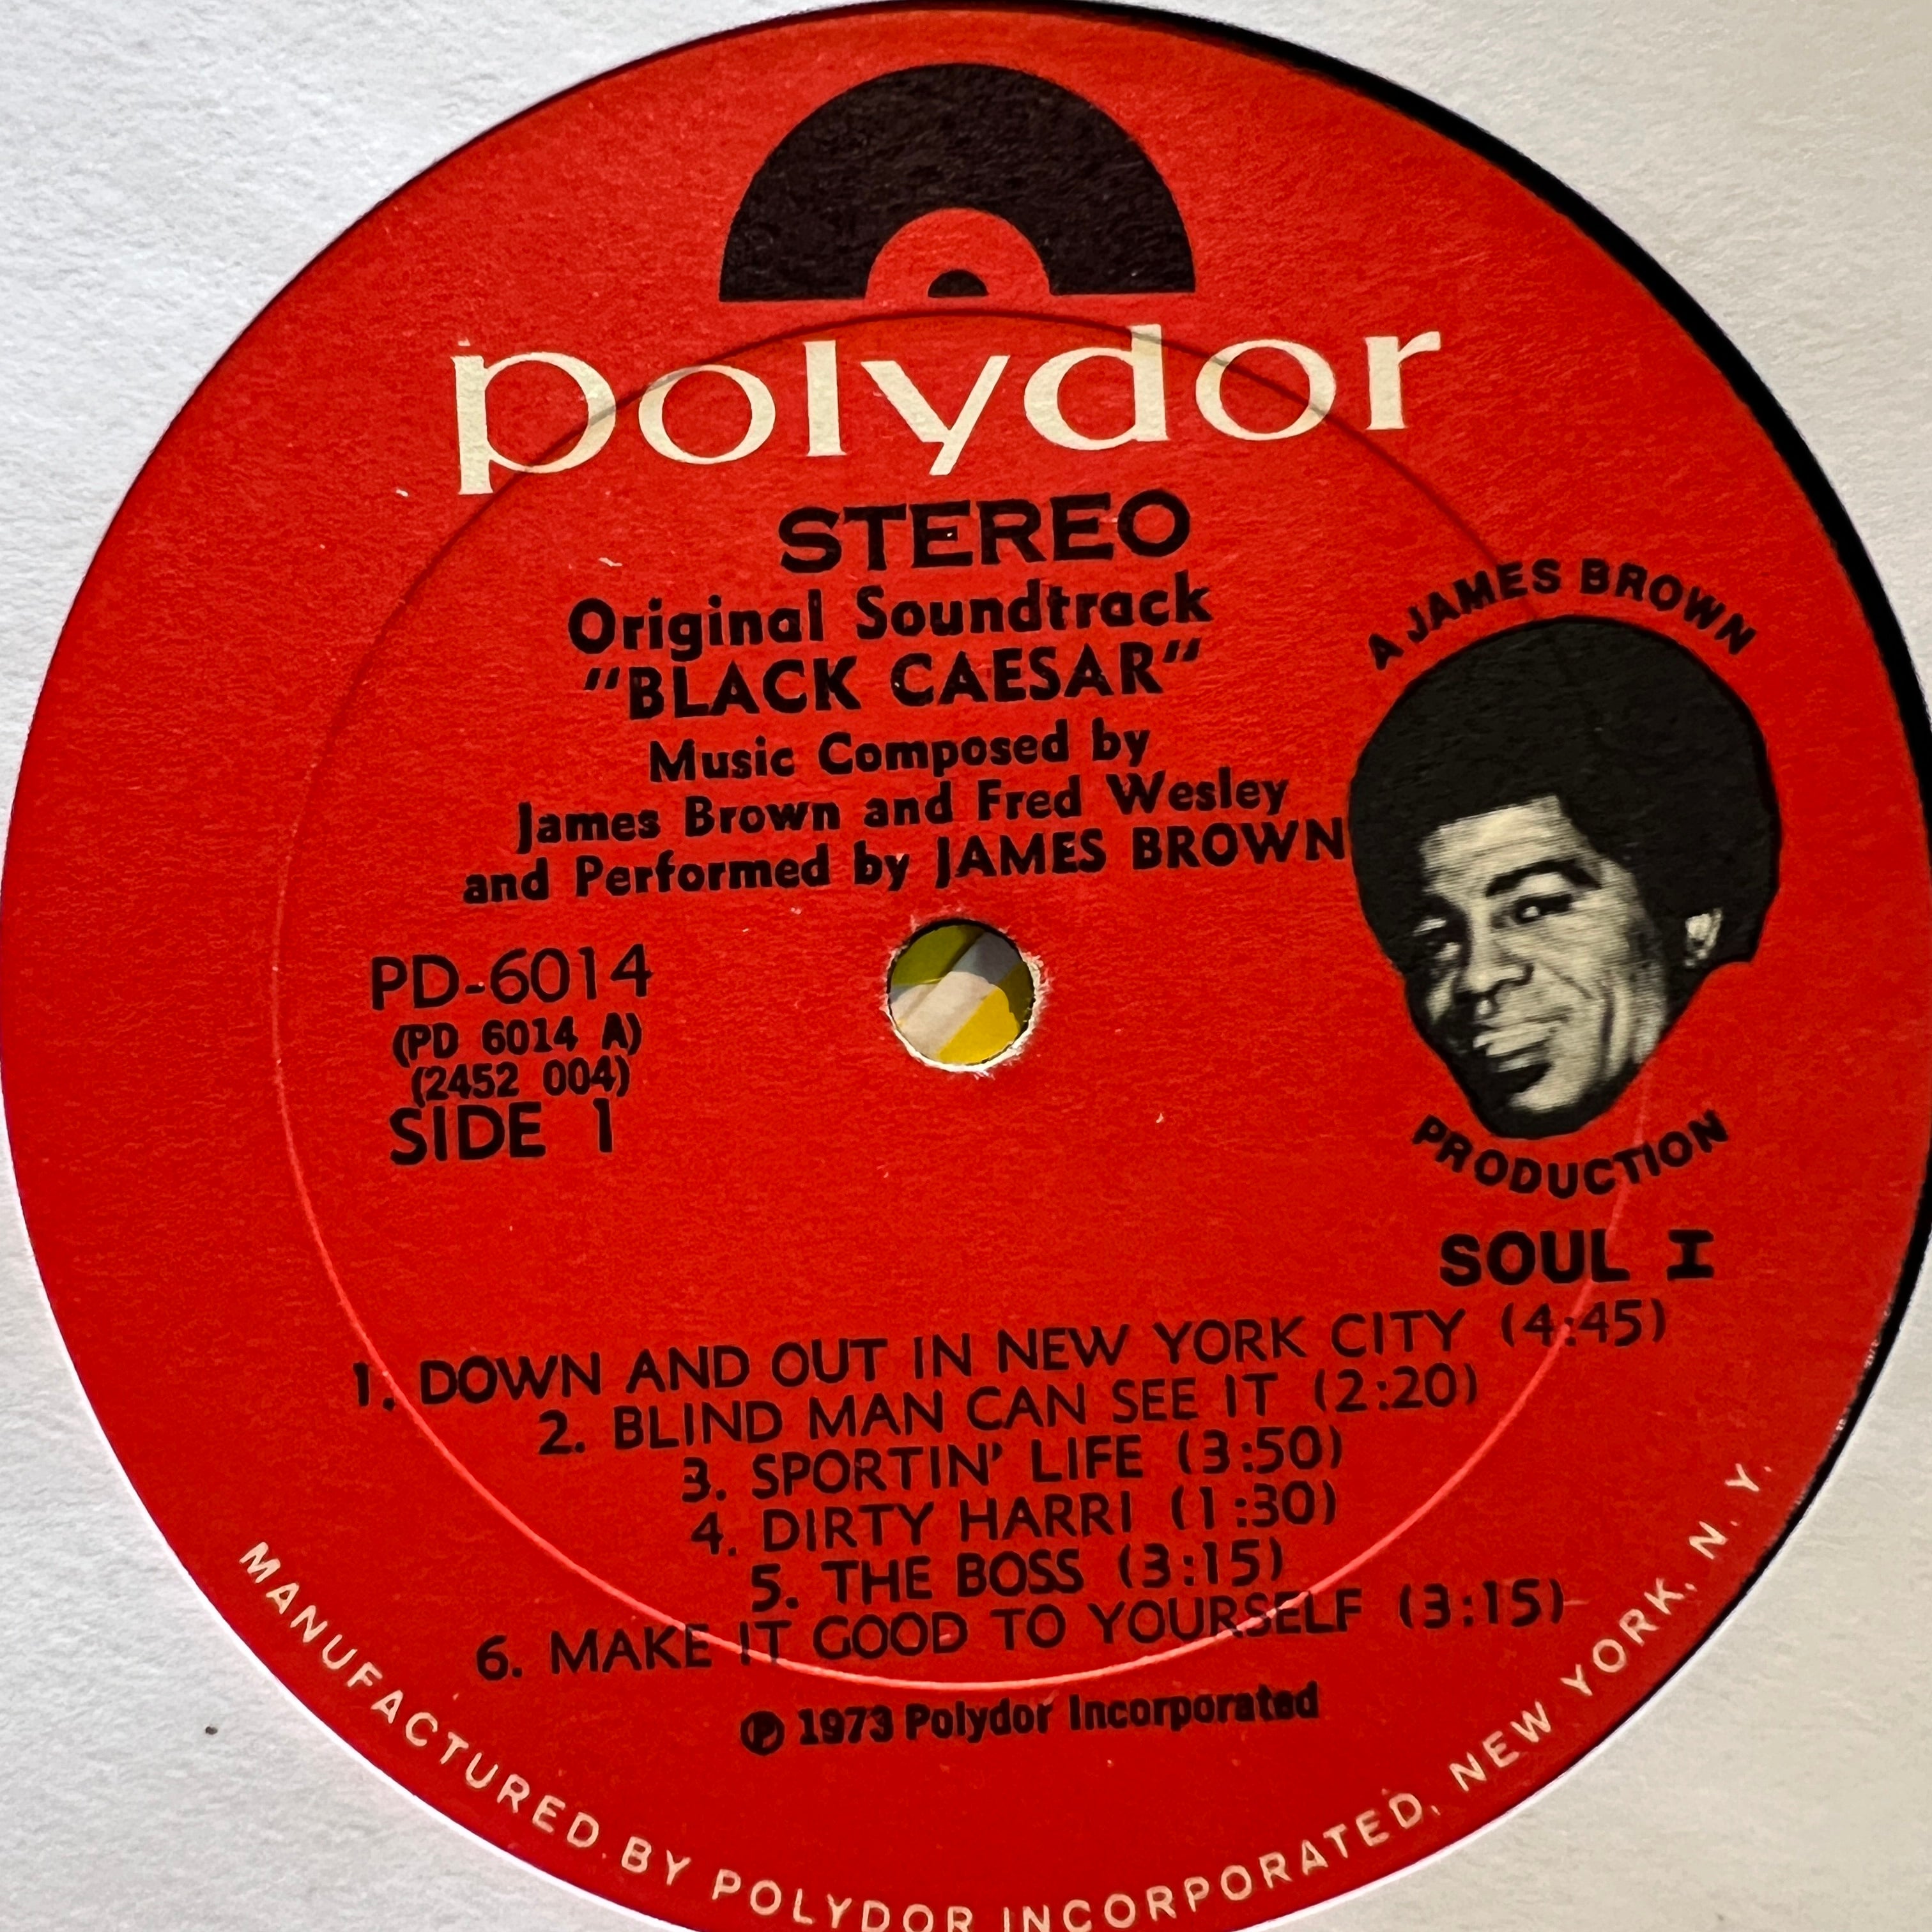 polydor
STEREO
Original Soundtrack
"BLACK CAESAR"
Music Composed by
James Brown and Fred Wesley
and Performed by JAMES BROWN
A JAMES BROWN
PRODUCTION
PD-6014
(PD 6014 A)
(2452 004)
SIDE 1
SOUL I
1. DOWN AND OUT IN NEW YORK CITY (4:45)
2. BLIND MAN CAN SEE IT (2:20)
3. SPORTIN' LIFE (3:50)
4. DIRTY HARRI (1:30)
5. THE BOSS (3:15)
6. MAKE IT GOOD TO YOURSELF (3:15)
℗ 1973 Polydor Incorporated
MANUFACTURED BY POLYDOR INCORPORATED, NEW YORK, N.Y.